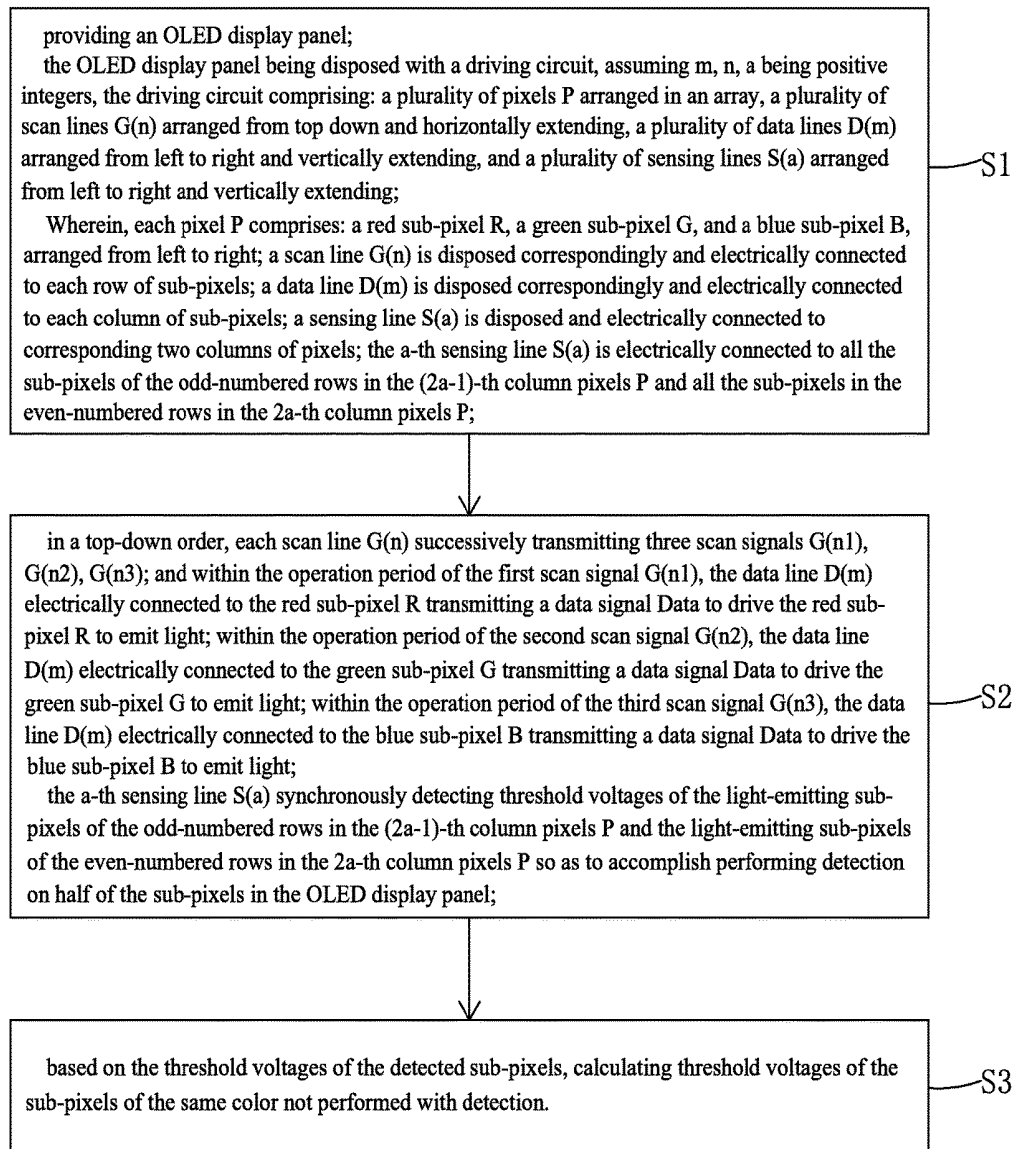 providing an OLED display panel;
the OLED display panel being disposed with a driving circuit, assuming m, n, a being positive
integers, the driving circuit comprising: a plurality of pixels P arranged in an array, a plurality of
scan lines G(n) arranged from top down and horizontally extending, a plurality of data lines D(m)
arranged from left to right and vertically extending, and a plurality of sensing lines S(a) arranged
from left to right and vertically extending;
Wherein, each pixel P comprises: a red sub-pixel R, a green sub-pixel G, and a blue sub-pixel B,
arranged from left to right; a scan line G(n) is disposed correspondingly and electrically connected
to each row of sub-pixels; a data line D(m) is disposed correspondingly and electrically connected
to each column of sub-pixels; a sensing line S(a) is disposed and electrically connected to
corresponding two columns of pixels; the a-th sensing line S(a) is electrically connected to all the
sub-pixels of the odd-numbered rows in the (2a-1)-th column pixels P and all the sub-pixels in the
even-numbered rows in the 2a-th column pixels P;
S1
in a top-down order, each scan line G(n) successively transmitting three scan signals G(n1),
G(n2), G(n3); and within the operation period of the first scan signal G(n1), the data line D(m)
electrically connected to the red sub-pixel R transmitting a data signal Data to drive the red sub-
pixel R to emit light; within the operation period of the second scan signal G(n2), the data line
D(m) electrically connected to the green sub-pixel G transmitting a data signal Data to drive the
green sub-pixel G to emit light; within the operation period of the third scan signal G(n3), the data
line D(m) electrically connected to the blue sub-pixel B transmitting a data signal Data to drive the
blue sub-pixel B to emit light;
the a-th sensing line S(a) synchronously detecting threshold voltages of the light-emitting sub-
pixels of the odd-numbered rows in the (2a-1)-th column pixels P and the light-emitting sub-pixels
of the even-numbered rows in the 2a-th column pixels P so as to accomplish performing detection
on half of the sub-pixels in the OLED display panel;
S2
based on the threshold voltages of the detected sub-pixels, calculating threshold voltages of the
sub-pixels of the same color not performed with detection.
S3